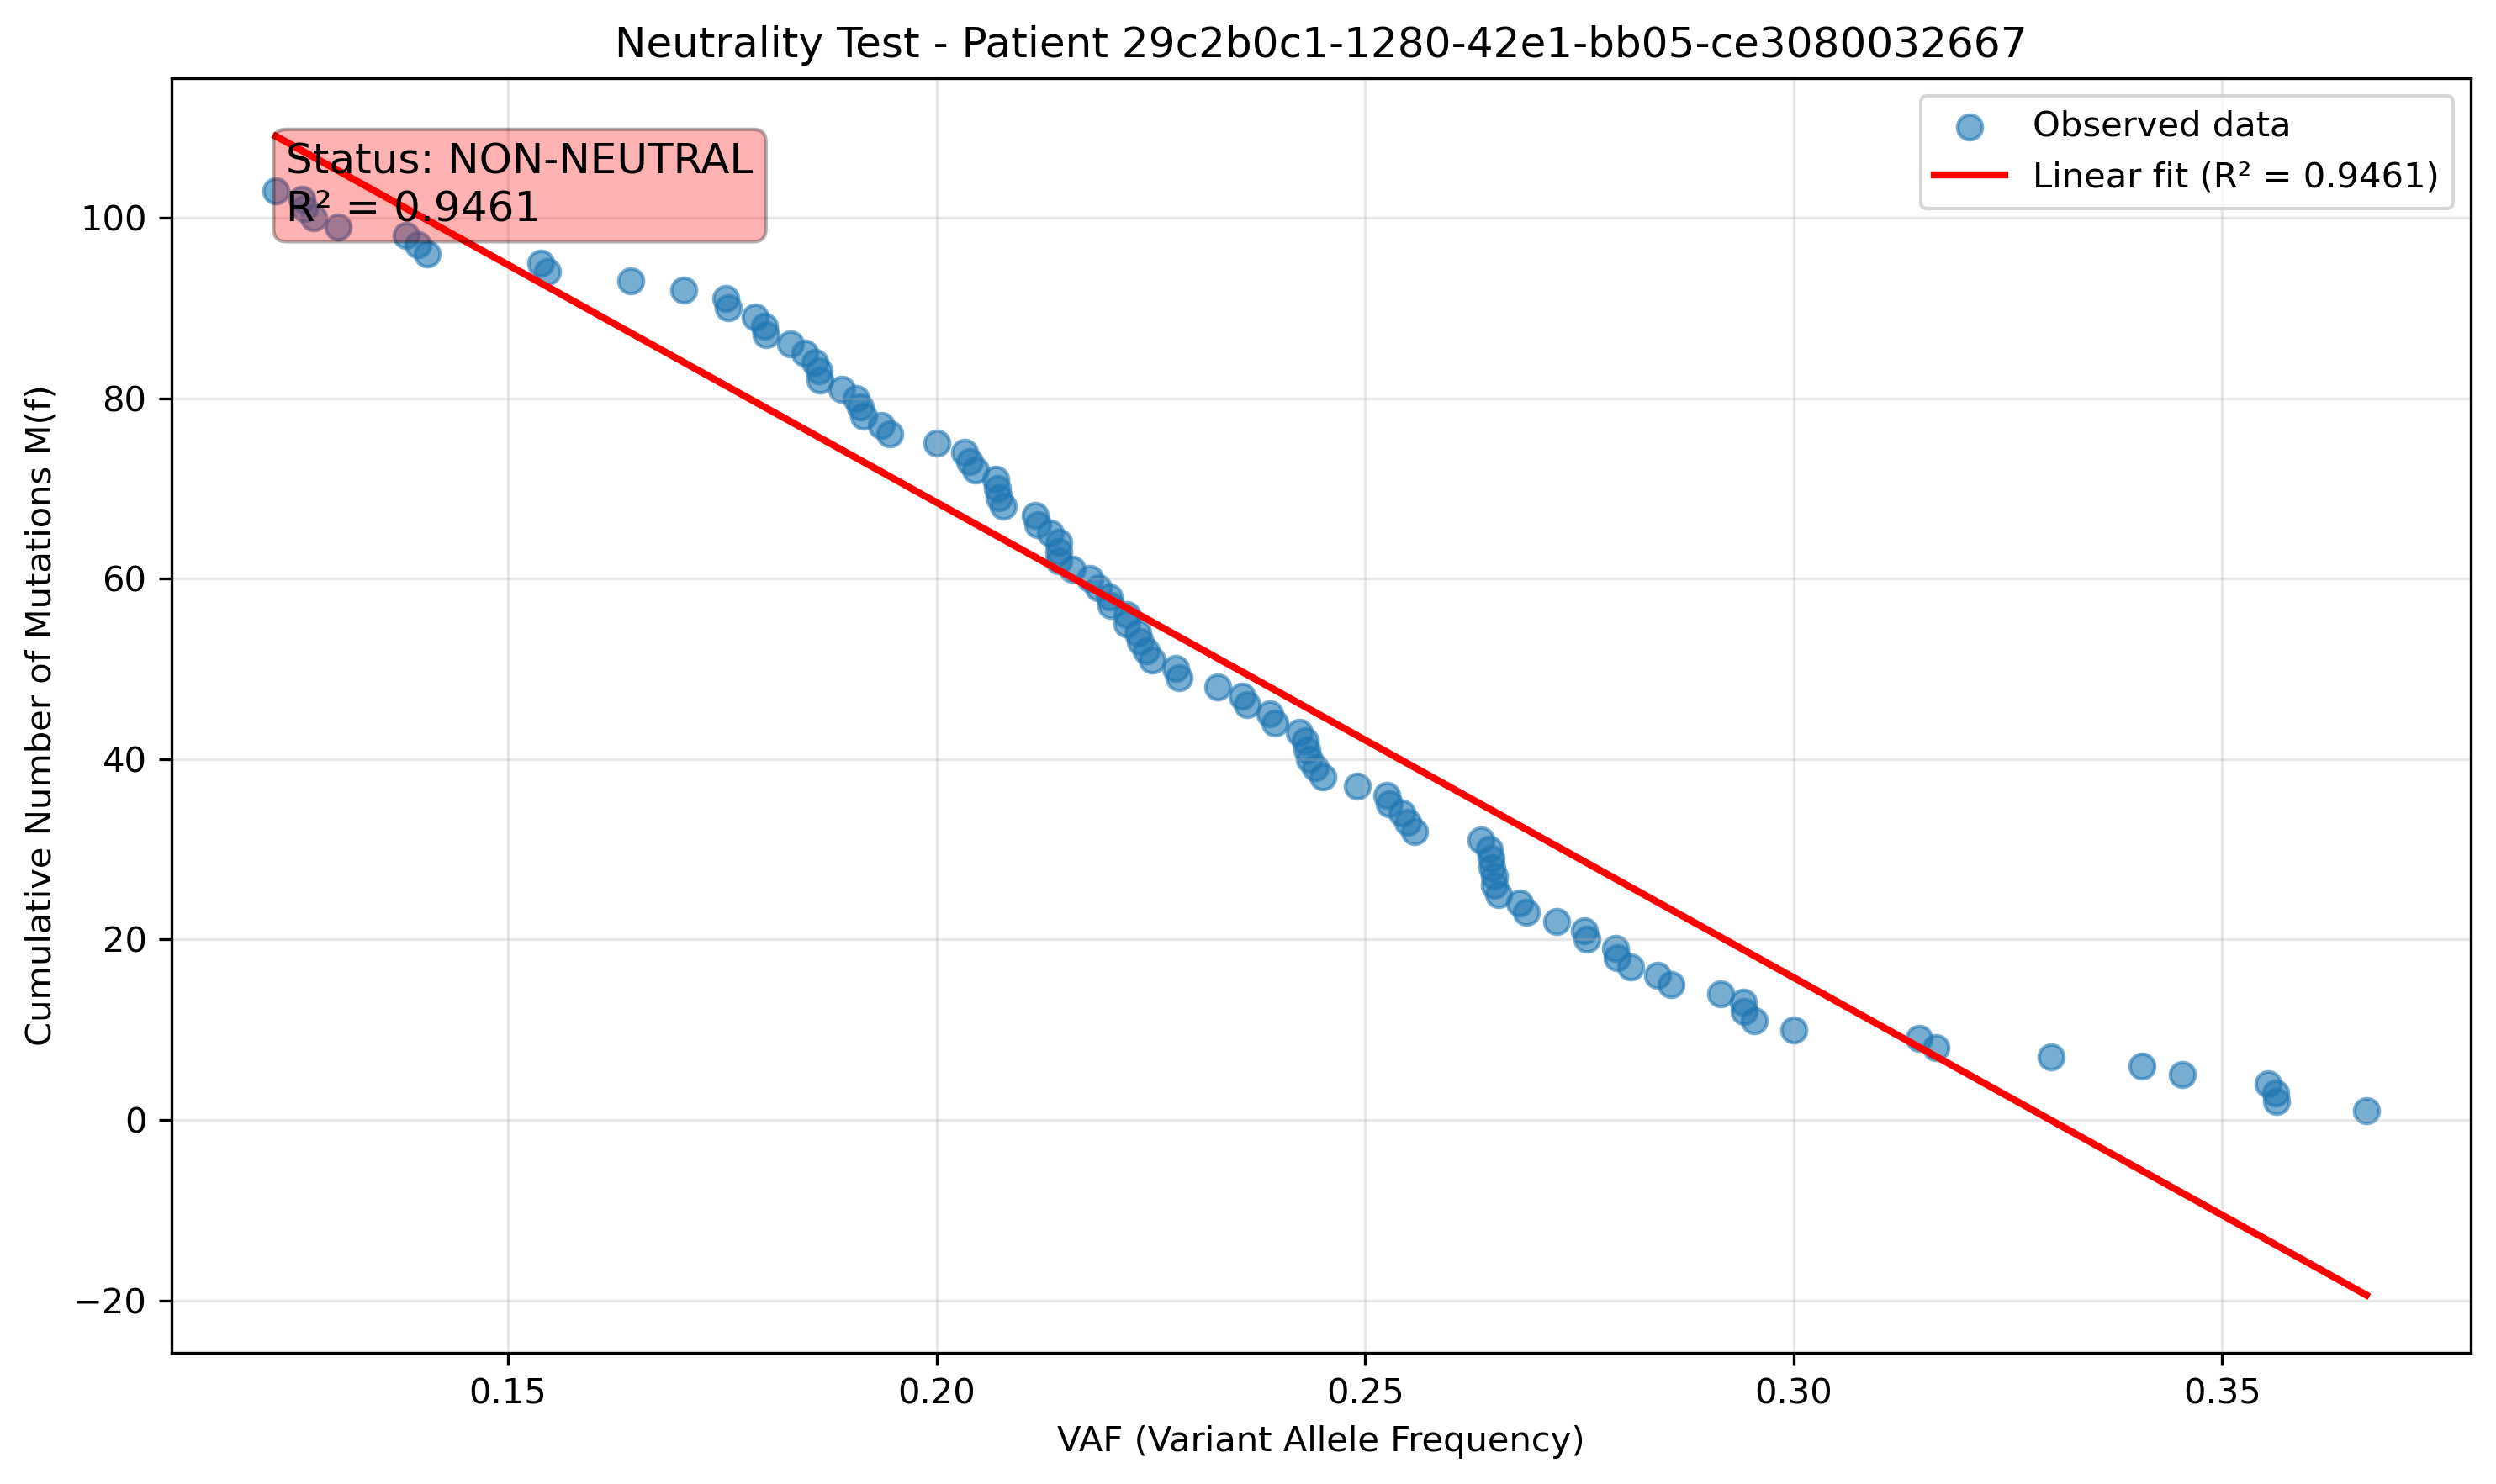 Neutrality Test - Patient 29c2b0c1-1280-42e1-bb05-ce3080032667
Status: NON-NEUTRAL
R² = 0.9461
Observed data
Linear fit (R² = 0.9461)
Cumulative Number of Mutations M(f)
100
80
60
40
20
0
−20
0.15
0.20
0.25
0.30
0.35
VAF (Variant Allele Frequency)